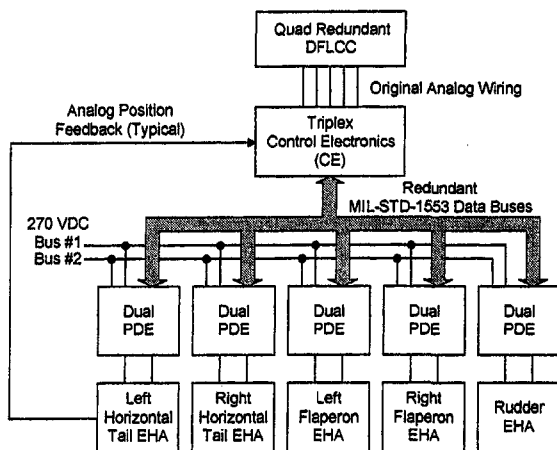 Quad Redundant
DFLCC
Original Analog Wiring
Analog Position
Feedback (Typical)
Triplex
Control Electronics
(CE)
Redundant
MIL-STD-1553 Data Buses
270 VDC
Bus #1
Bus #2
Dual
PDE
Dual
PDE
Dual
PDE
Dual
PDE
Dual
PDE
Left
Horizontal
Tail EHA
Right
Horizontal
Tail EHA
Left
Flaperon
EHA
Right
Flaperon
EHA
Rudder
EHA